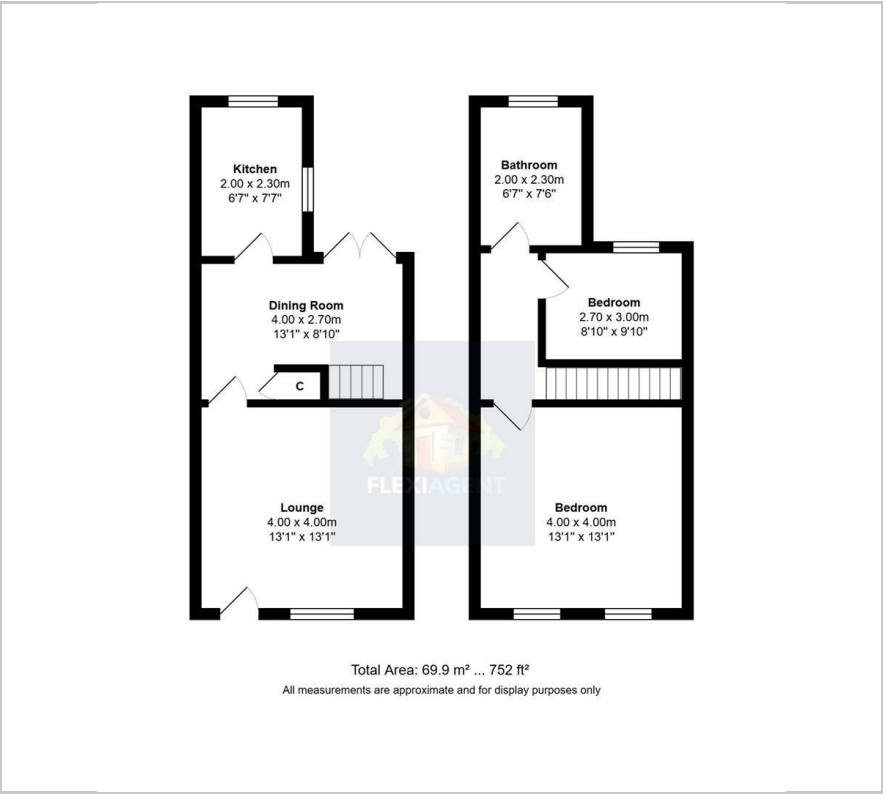 Kitchen
2.00 x 2.30m
6'7" x 7'7"
Bathroom
2.00 x 2.30m
6'7" x 7'6"
Dining Room
4.00 x 2.70m
13'1" x 8'10"
Bedroom
2.70 x 3.00m
8'10" x 9'10"
C
FLEXIAGENT
Lounge
4.00 x 4.00m
13'1" x 13'1"
Bedroom
4.00 x 4.00m
13'1" x 13'1"
Total Area: 69.9 m² ... 752 ft²
All measurements are approximate and for display purposes only